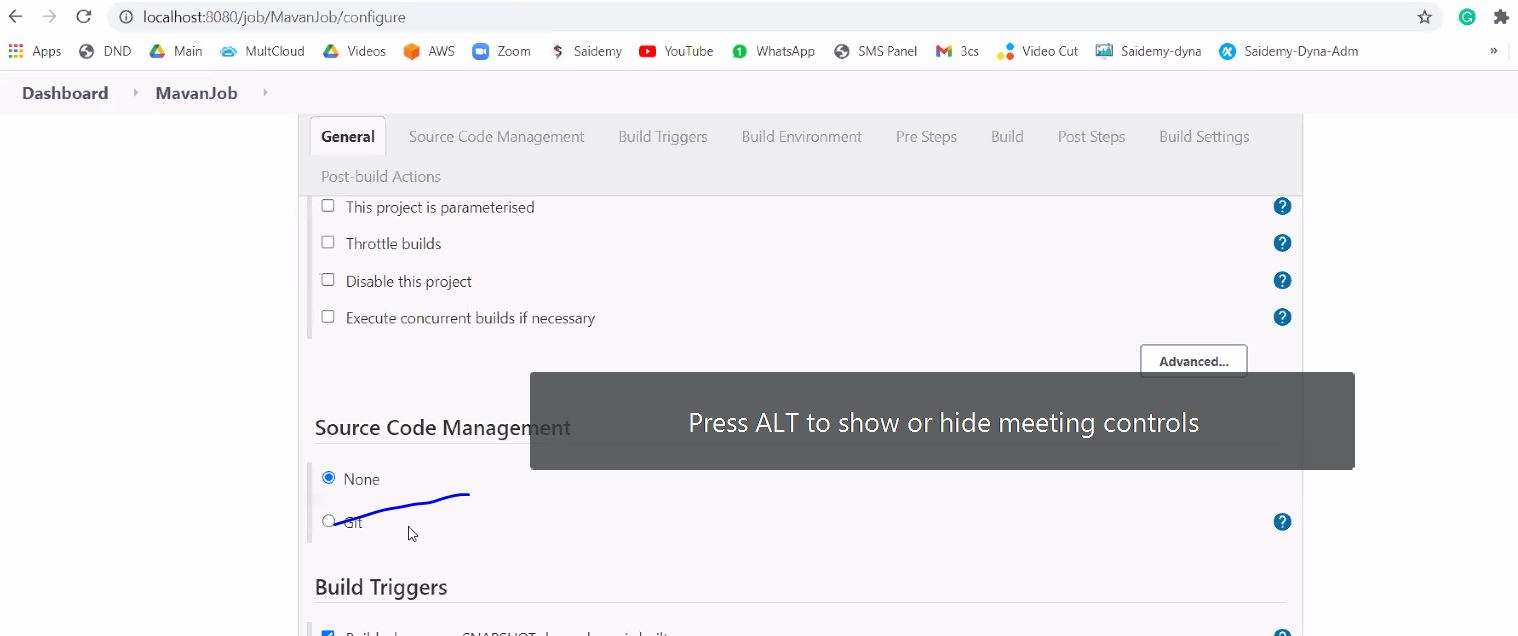 localhost:8080/job/MavanJob/configure
Apps DND Main MultCloud Videos AWS Zoom Saidemy YouTube WhatsApp SMS Panel 3cs Video Cut Saidemy-dyna Saidemy-Dyna-Adm »
Dashboard MavanJob
General Source Code Management Build Triggers Build Environment Pre Steps Build Post Steps Build Settings
Post-build Actions
This project is parameterised
Throttle builds
Disable this project
Execute concurrent builds if necessary
Advanced...
Press ALT to show or hide meeting controls
Source Code Management
None
Git
Build Triggers